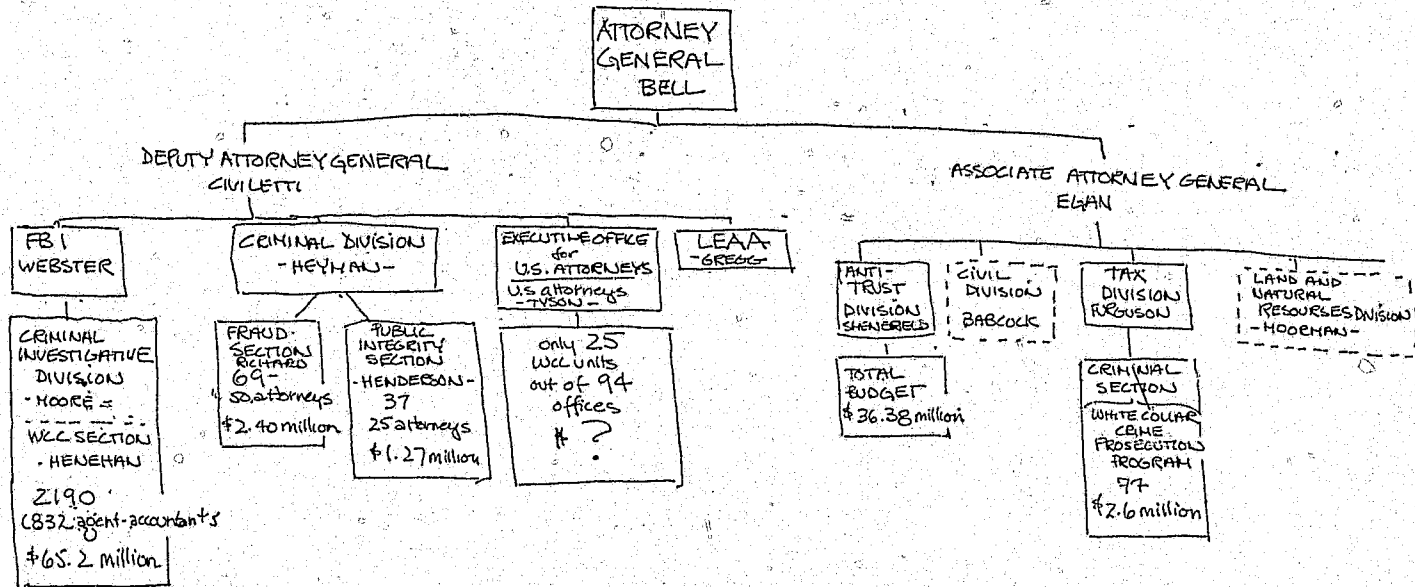 ATTORNEY
GENERAL
BELL
DEPUTY ATTORNEY GENERAL
CIVILETTI
ASSOCIATE ATTORNEY GENERAL
EGAN
FBI
WEBSTER
CRIMINAL DIVISION
-HEYMAN-
EXECUTIVE OFFICE
for
U.S. ATTORNEYS
U.S attorneys
-TYSON-
LEAA
-GREGG-
ANTI-
TRUST
DIVISION
SHENEFIELD
CIVIL
DIVISION
BABCOCK
TAX
DIVISION
FURGUSON
LAND AND
NATURAL
RESOURSES DIVISION
-MOORMAN-
CRIMINAL
INVESTIGATIVE
DIVISION
-MOORE-
WCC SECTION
-HENEHAN
2190
(832 agent-accountants
$65.2 million
FRAUD
SECTION
RICHARD
69-
50 attorneys
$2.40 million
PUBLIC
INTEGRITY
SECTION
-HENDERSON-
37
25 attorneys
$1.27 million
only 25
WCC units
out of 94
offices
?
TOTAL
BUDGET
$36.38 million
CRIMINIAL
SECTION
WHITE COLLAR
CRIME
PROSECUTION
PROGRAM
77
$2.6 million